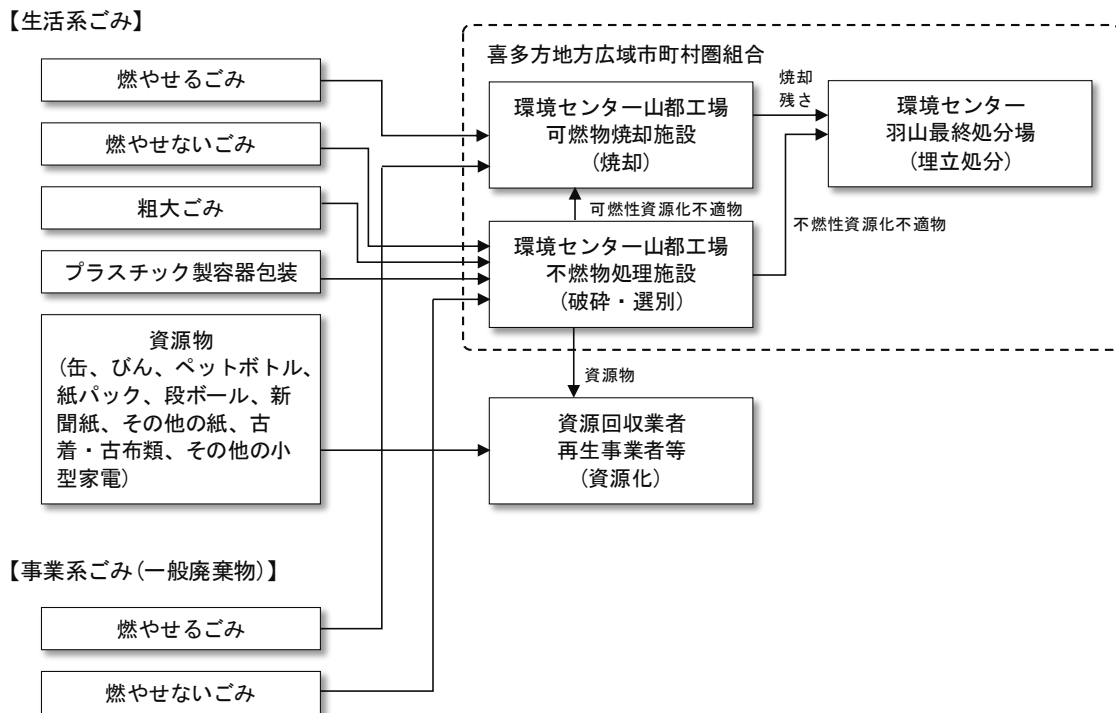 【生活系ごみ】
燃やせるごみ
燃やせないごみ
粗大ごみ
プラスチック製容器包装
資源物
(缶、びん、ペットボトル、
紙パック、段ボール、新
聞紙、その他の紙、古
着・古布類、その他の小
型家電)
【事業系ごみ(一般廃棄物)】
燃やせるごみ
燃やせないごみ
喜多方地方広域市町村圏組合
環境センター山都工場
可燃物焼却施設
(焼却)
焼却
残さ
環境センター
羽山最終処分場
(埋立処分)
可燃性資源化不適物
不燃性資源化不適物
環境センター山都工場
不燃物処理施設
(破砕・選別)
資源物
資源回収業者
再生事業者等
(資源化)